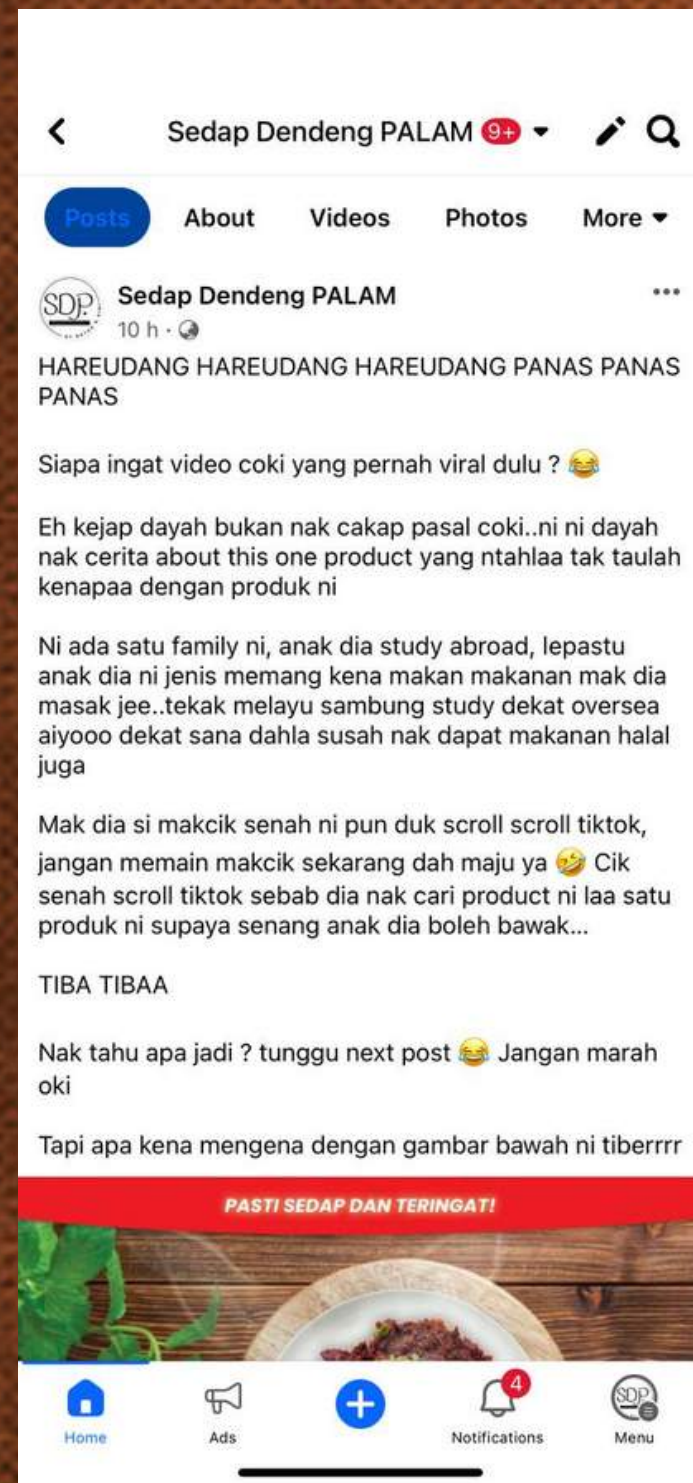 Sedap Dendeng PALAM 9+
Posts About Videos Photos More
SDP
Sedap Dendeng PALAM
10 h
HAREUDANG HAREUDANG HAREUDANG PANAS PANAS
PANAS
Siapa ingat video coki yang pernah viral dulu ? 😂
Eh kejap dayah bukan nak cakap pasal coki..ni ni dayah
nak cerita about this one product yang ntahlaa tak taulah
kenapaa dengan produk ni
Ni ada satu family ni, anak dia study abroad, lepastu
anak dia ni jenis memang kena makan makanan mak dia
masak jee..tekak melayu sambung study dekat oversea
aiyooo dekat sana dahla susah nak dapat makanan halal
juga
Mak dia si makcik senah ni pun duk scroll scroll tiktok,
jangan memain makcik sekarang dah maju ya 🤣 Cik
senah scroll tiktok sebab dia nak cari product ni laa satu
produk ni supaya senang anak dia boleh bawak...
TIBA TIBAA
Nak tahu apa jadi ? tunggu next post 😂 Jangan marah
oki
Tapi apa kena mengena dengan gambar bawah ni tiberrrr
PASTI SEDAP DAN TERINGAT!
4
SDP
Home Ads Notifications Menu